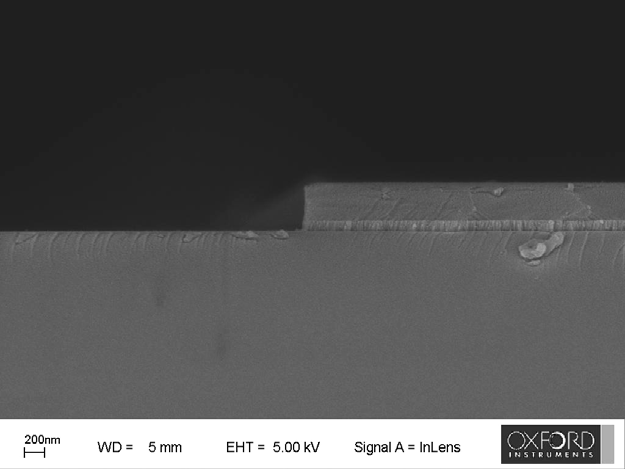 200nm
WD = 5 mm
EHT = 5.00 kV
Signal A = InLens
OXFORD
INSTRUMENTS